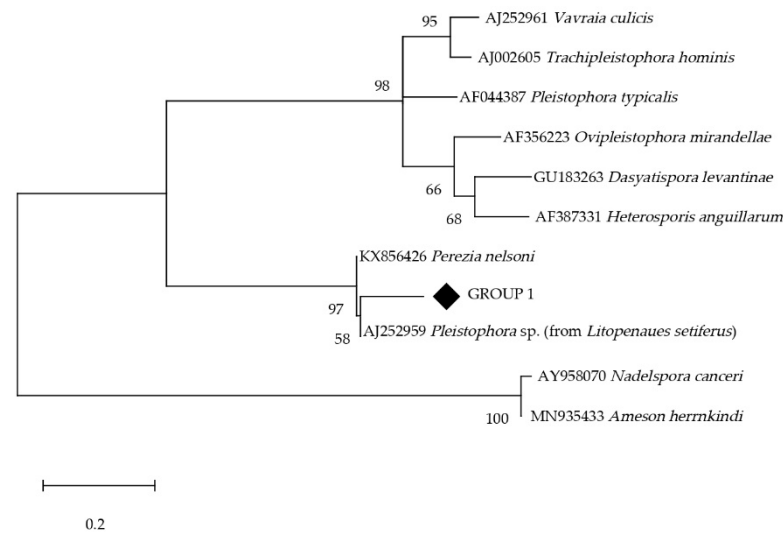 AJ252961 Vavraia culicis
95
AJ002605 Trachipleistophora hominis
98
AF044387 Pleistophora typicalis
AF356223 Ovipleistophora mirandellae
GU183263 Dasyatispora levantinae
66
68
AF387331 Heterosporis anguillarum
KX856426 Perezia nelsoni
GROUP 1
97
AJ252959 Pleistophora sp. (from Litopenaues setiferus)
58
AY958070 Nadelspora canceri
MN935433 Ameson herrnkindi
100
0.2